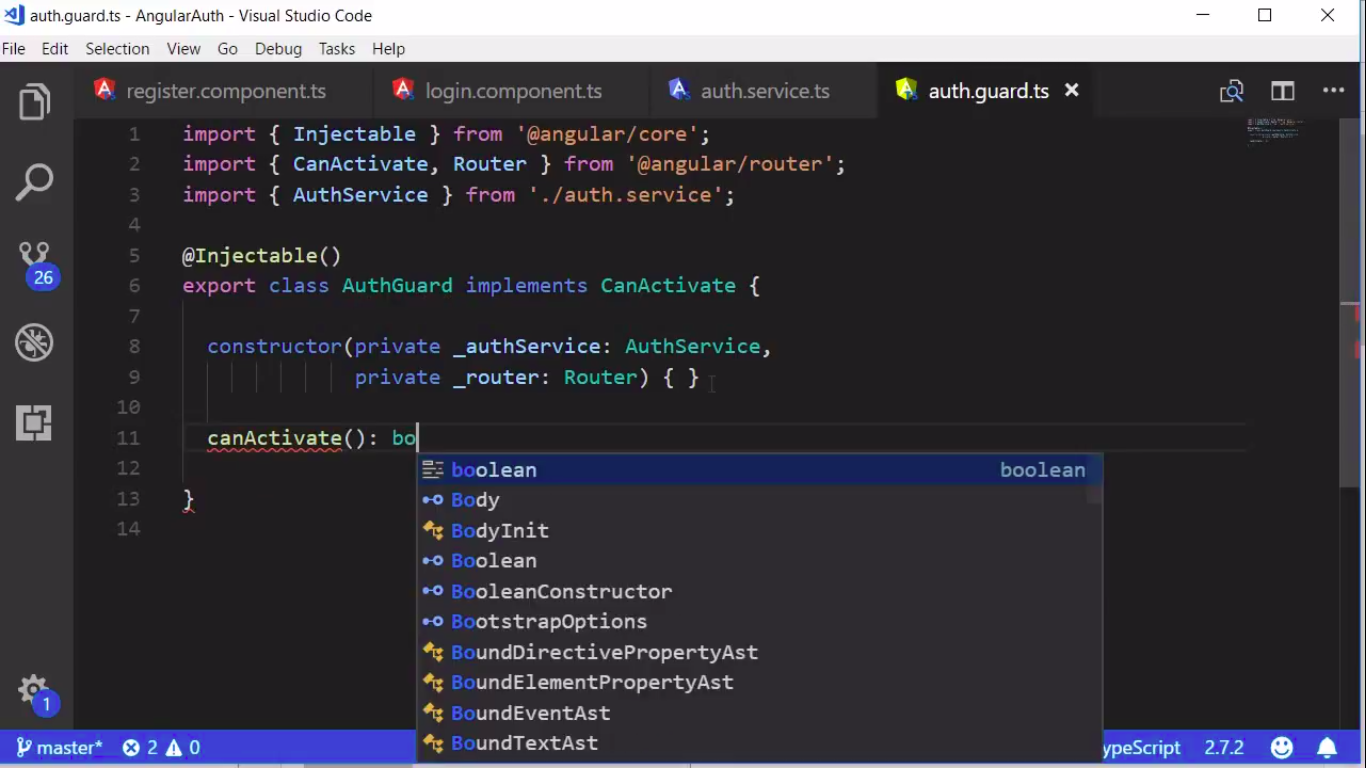 auth.guard.ts - AngularAuth - Visual Studio Code
File Edit Selection View Go Debug Tasks Help
register.component.ts login.component.ts auth.service.ts auth.guard.ts
1 import { Injectable } from '@angular/core';
2 import { CanActivate, Router } from '@angular/router';
3 import { AuthService } from './auth.service';
4
5 @Injectable()
6 export class AuthGuard implements CanActivate {
7
8 constructor(private _authService: AuthService,
9 private _router: Router) { }
10
11 canActivate(): bo
12
13 }
14
boolean boolean
Body
BodyInit
Boolean
BooleanConstructor
BootstrapOptions
BoundDirectivePropertyAst
BoundElementPropertyAst
BoundEventAst
BoundTextAst
26
1
master* 2 0 ypeScript 2.7.2